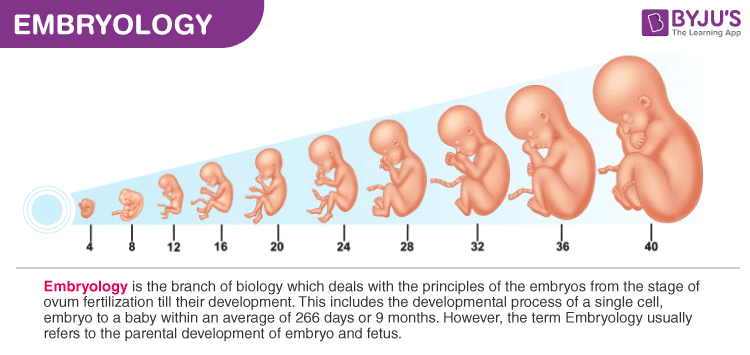 EMBRYOLOGY
BYJU'S
The Learning App
4 8 12 16 20 24 28 32 36 40
Embryology is the branch of biology which deals with the principles of the embryos from the stage of
ovum fertilization till their development. This includes the developmental process of a single cell,
embryo to a baby within an average of 266 days or 9 months. However, the term Embryology usually
refers to the parental development of embryo and fetus.